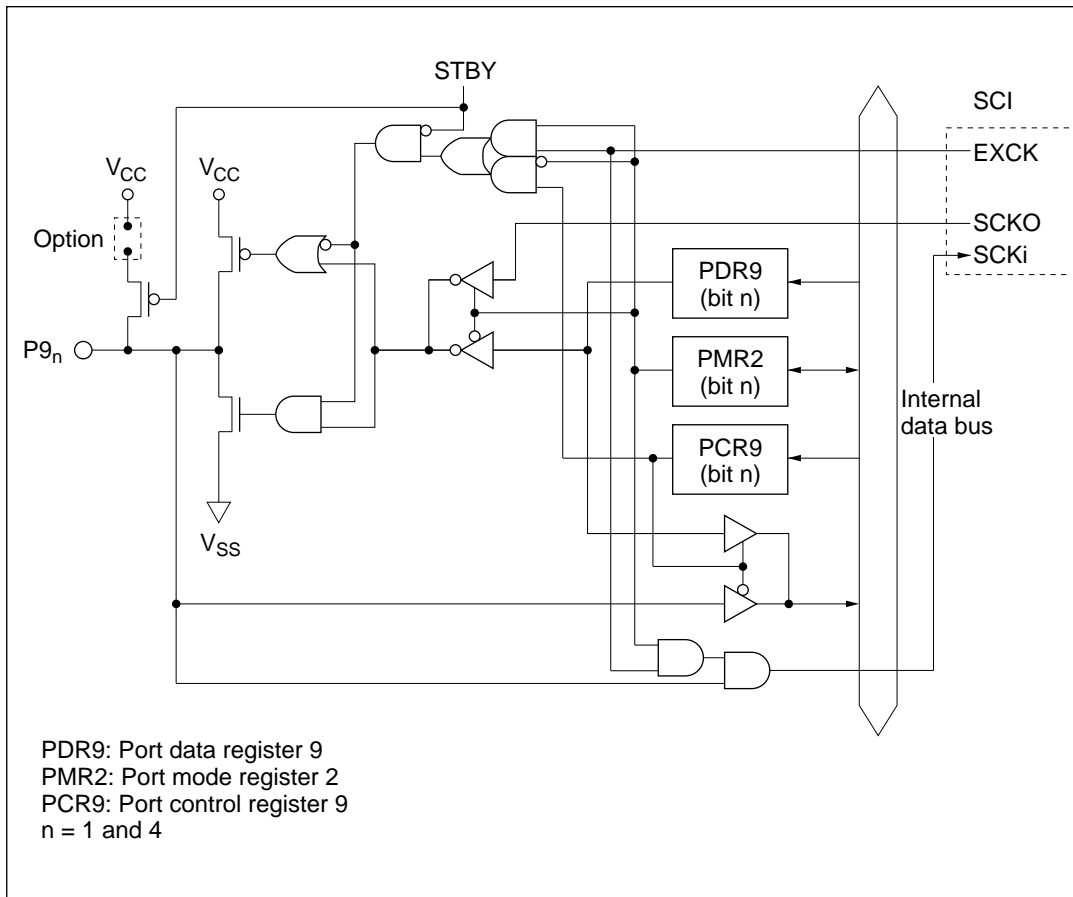 STBY
SCI
EXCK
VCC
VCC
Option
SCKO
SCKi
PDR9
(bit n)
P9n
PMR2
(bit n)
Internal
data bus
PCR9
(bit n)
VSS
PDR9: Port data register 9
PMR2: Port mode register 2
PCR9: Port control register 9
n = 1 and 4